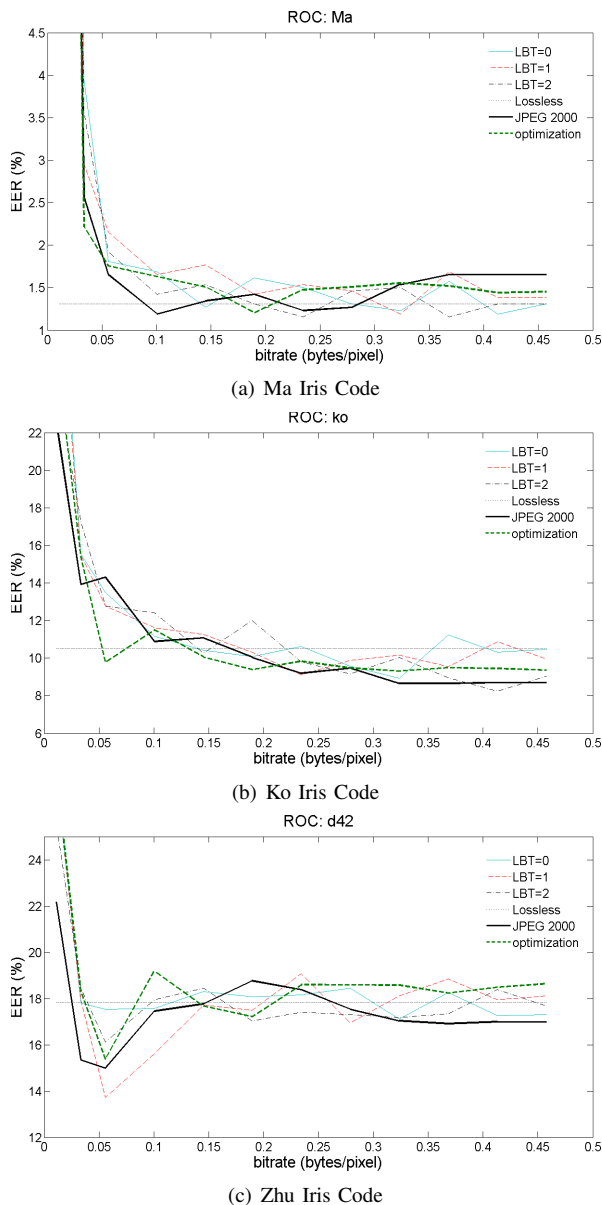 ROC: Ma
4.5
4
3.5
3
2.5
2
1.5
1
EER (%)
LBT=0
LBT=1
LBT=2
Lossless
JPEG 2000
optimization
0 0.05 0.1 0.15 0.2 0.25 0.3 0.35 0.4 0.45 0.5
bitrate (bytes/pixel)
(a) Ma Iris Code
ROC: ko
22
20
18
16
14
12
10
8
6
EER (%)
LBT=0
LBT=1
LBT=2
Lossless
JPEG 2000
optimization
0 0.05 0.1 0.15 0.2 0.25 0.3 0.35 0.4 0.45 0.5
bitrate (bytes/pixel)
(b) Ko Iris Code
ROC: d42
24
22
20
18
16
14
12
EER (%)
LBT=0
LBT=1
LBT=2
Lossless
JPEG 2000
optimization
0 0.05 0.1 0.15 0.2 0.25 0.3 0.35 0.4 0.45 0.5
bitrate (bytes/pixel)
(c) Zhu Iris Code